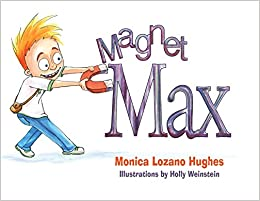 Magnet
Max
Monica Lozano Hughes
Illustrations by Holly Weinstein